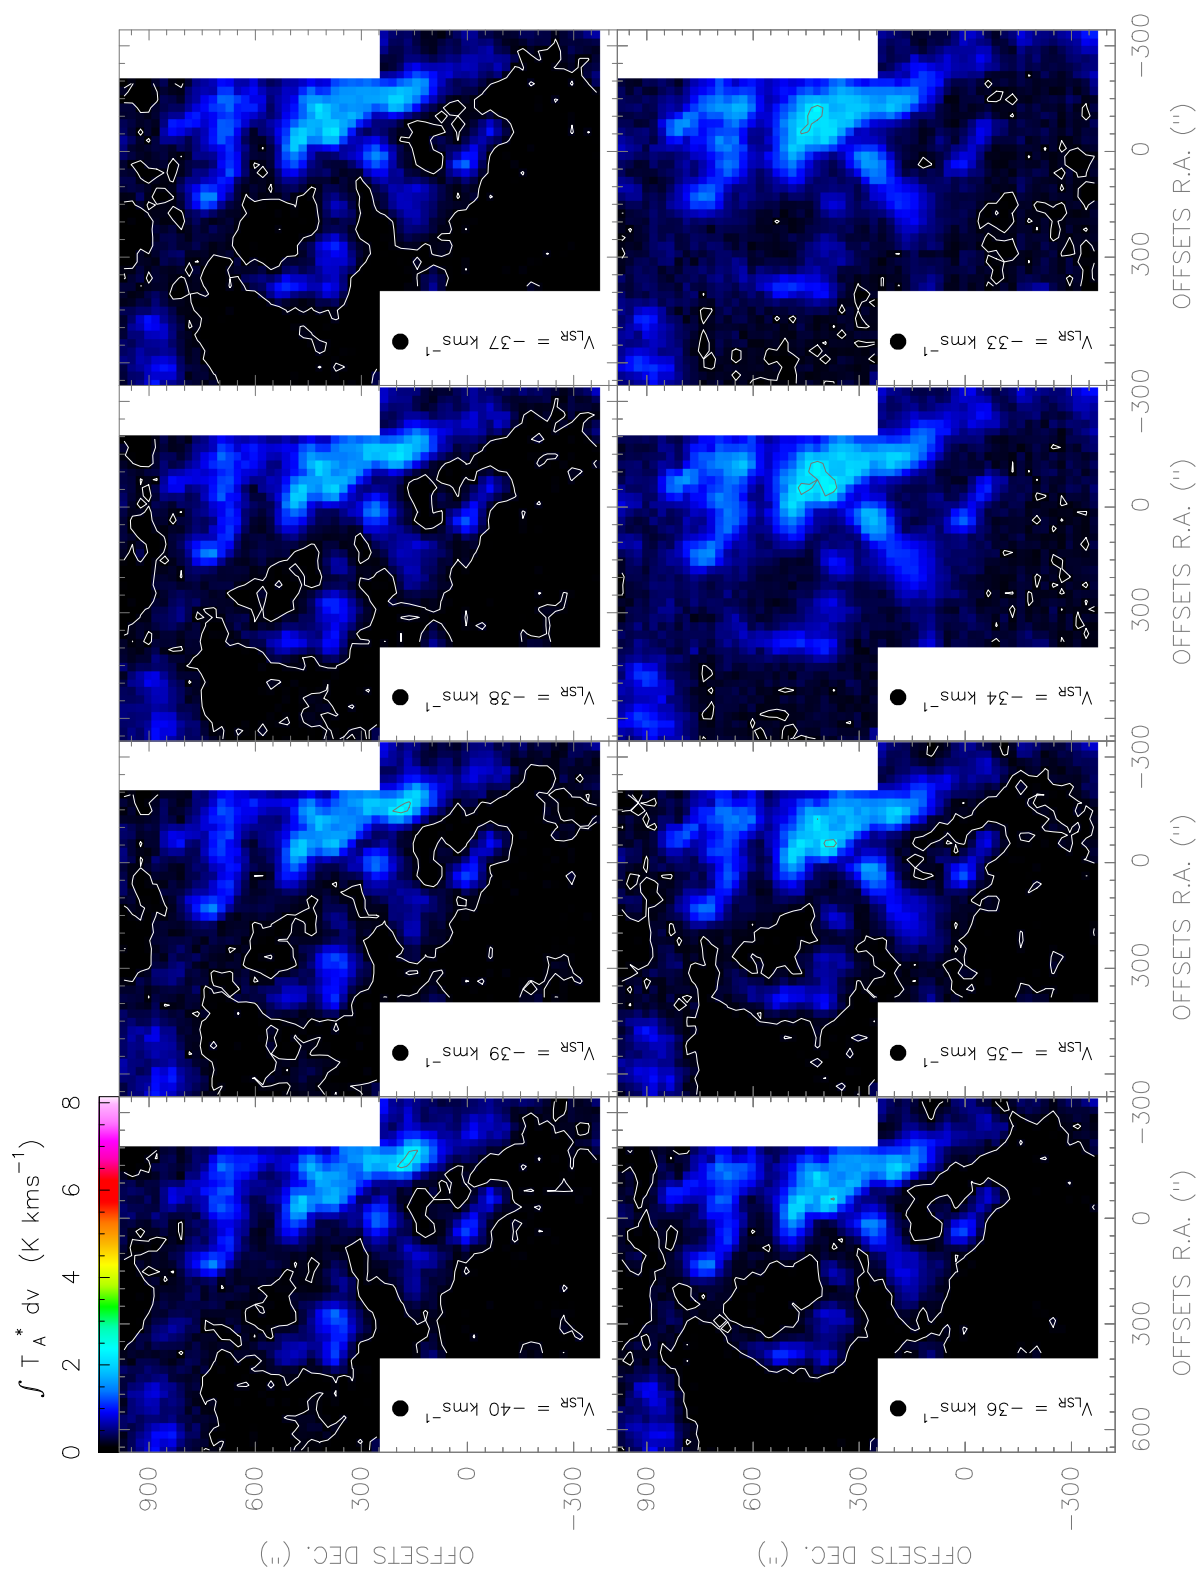 ∫ T_A* dv (K kms⁻¹)
0 2 4 6 8
V_LSR = −40 kms⁻¹
V_LSR = −39 kms⁻¹
V_LSR = −38 kms⁻¹
V_LSR = −37 kms⁻¹
V_LSR = −36 kms⁻¹
V_LSR = −35 kms⁻¹
V_LSR = −34 kms⁻¹
V_LSR = −33 kms⁻¹
900
600
300
0
−300
OFFSETS DEC. (")
900
600
300
0
−300
OFFSETS DEC. (")
600 300 0 −300
300 0 −300
300 0 −300
300 0 −300
OFFSETS R.A. (")
OFFSETS R.A. (")
OFFSETS R.A. (")
OFFSETS R.A. (")